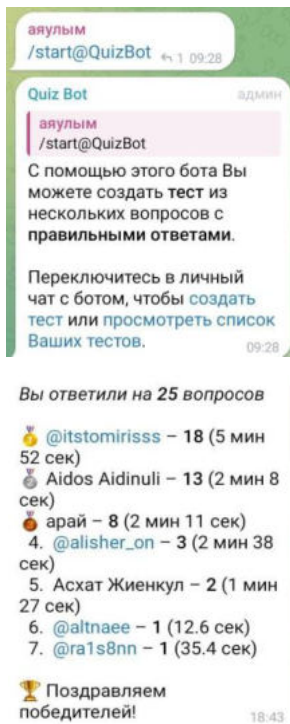 аяулым
/start@QuizBot 1 09:28
Quiz Bot админ
аяулым
/start@QuizBot
С помощью этого бота Вы
можете создать тест из
нескольких вопросов с
правильными ответами.
Переключитесь в личный
чат с ботом, чтобы создать
тест или просмотреть список
Ваших тестов.
09:28
Вы ответили на 25 вопросов
🥇 @itstomirisss – 18 (5 мин
52 сек)
🥈 Aidos Aidinuli – 13 (2 мин 8
сек)
🥉 арай – 8 (2 мин 11 сек)
4. @alisher_on – 3 (2 мин 38
сек)
5. Асхат Жиенкул – 2 (1 мин
27 сек)
6. @altnaee – 1 (12.6 сек)
7. @ra1s8nn – 1 (35.4 сек)
🏆 Поздравляем
победителей!
18:43